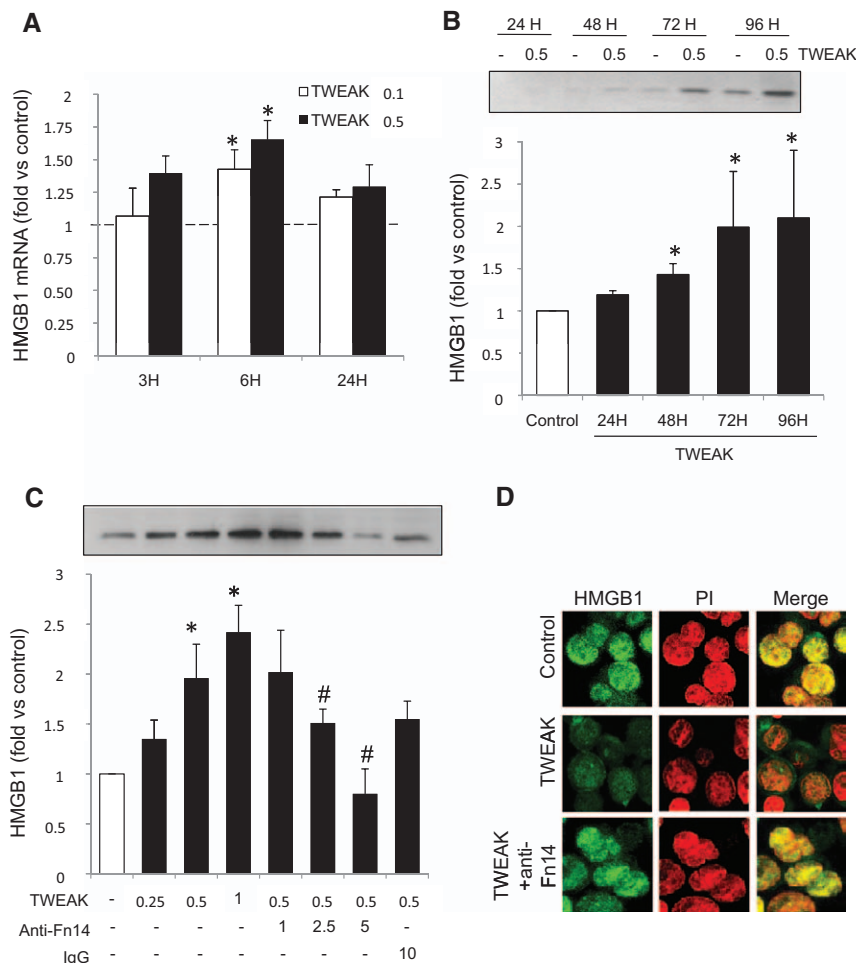 A
HMGB1 mRNA (fold vs control)
2
1.75
1.50
1.25
1
1.25
0.75
0.50
0.25
0
TWEAK 0.1
TWEAK 0.5
* *
3H 6H 24H
B
24 H 48 H 72 H 96 H
- 0.5 - 0.5 - 0.5 - 0.5 TWEAK
HMGB1 (fold vs control)
3
2.5
2
1.5
1
0.5
0
* * *
Control 24H 48H 72H 96H
TWEAK
C
HMGB1 (fold vs control)
3
2.5
2
1.5
1
0.5
0
* * # #
TWEAK - 0.25 0.5 1 0.5 0.5 0.5 0.5
Anti-Fn14 - - - - 1 2.5 5 -
IgG - - - - - - - 10
D
HMGB1 PI Merge
Control
TWEAK
TWEAK
+anti-
Fn14